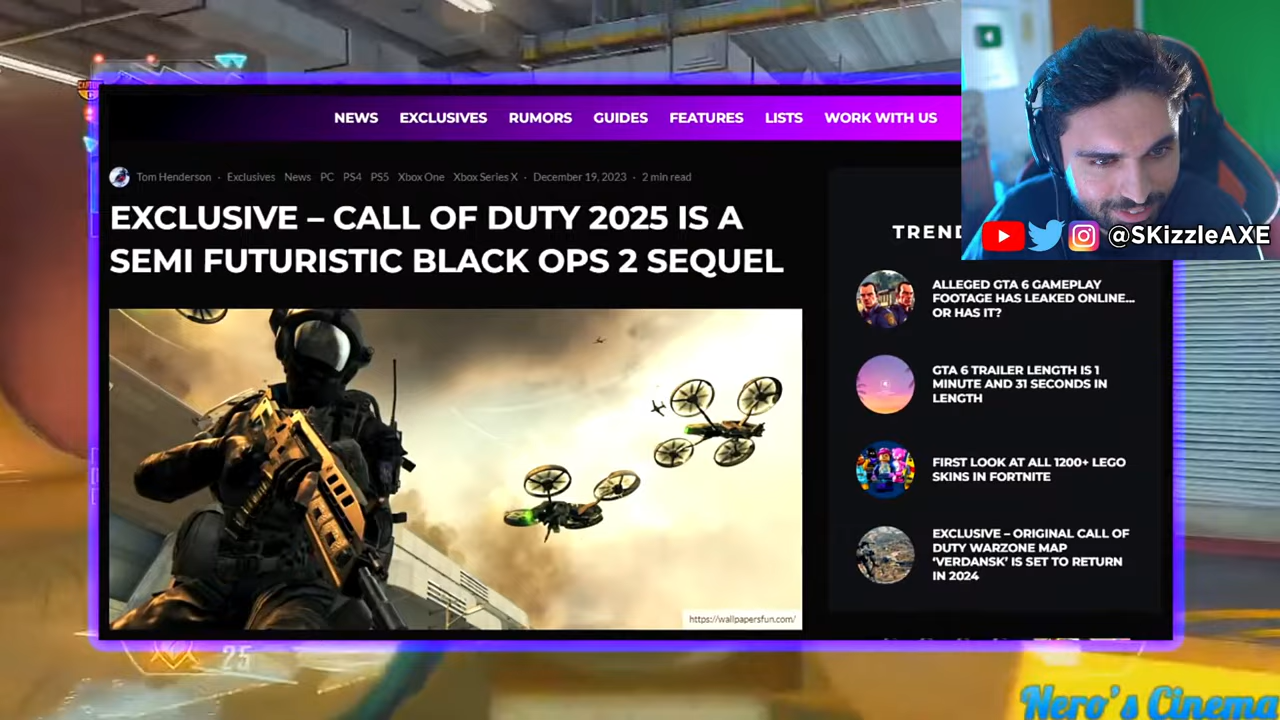 NEWS EXCLUSIVES RUMORS GUIDES FEATURES LISTS WORK WITH US
Tom Henderson · Exclusives News PC PS4 PS5 Xbox One Xbox Series X · December 19, 2023 · 2 min read
EXCLUSIVE – CALL OF DUTY 2025 IS A
SEMI FUTURISTIC BLACK OPS 2 SEQUEL
https://wallpapersfun.com/
@SKizzleAXE
TREND
ALLEGED GTA 6 GAMEPLAY
FOOTAGE HAS LEAKED ONLINE...
OR HAS IT?
GTA 6 TRAILER LENGTH IS 1
MINUTE AND 31 SECONDS IN
LENGTH
FIRST LOOK AT ALL 1200+ LEGO
SKINS IN FORTNITE
EXCLUSIVE – ORIGINAL CALL OF
DUTY WARZONE MAP
‘VERDANSK’ IS SET TO RETURN
IN 2024
25
Nero's Cinema